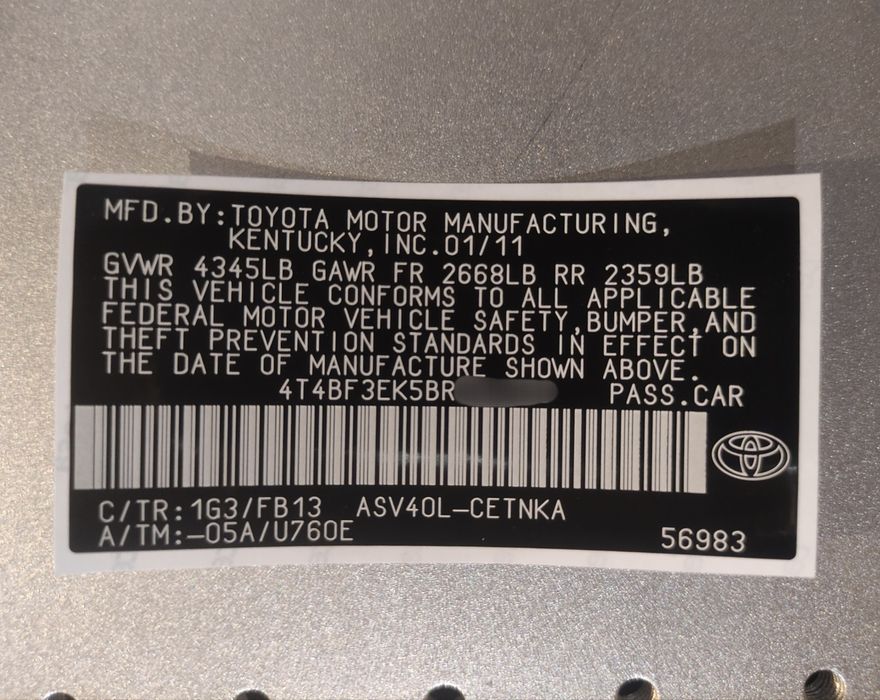 MFD.BY:TOYOTA MOTOR MANUFACTURING,
KENTUCKY,INC.01/11
GVWR 4345LB GAWR FR 2668LB RR 2359LB
THIS VEHICLE CONFORMS TO ALL APPLICABLE
FEDERAL MOTOR VEHICLE SAFETY,BUMPER,AND
THEFT PREVENTION STANDARDS IN EFFECT ON
THE DATE OF MANUFACTURE SHOWN ABOVE.
4T4BF3EK5BR PASS.CAR
C/TR:1G3/FB13 ASV40L-CETNKA
A/TM:-05A/U760E 56983